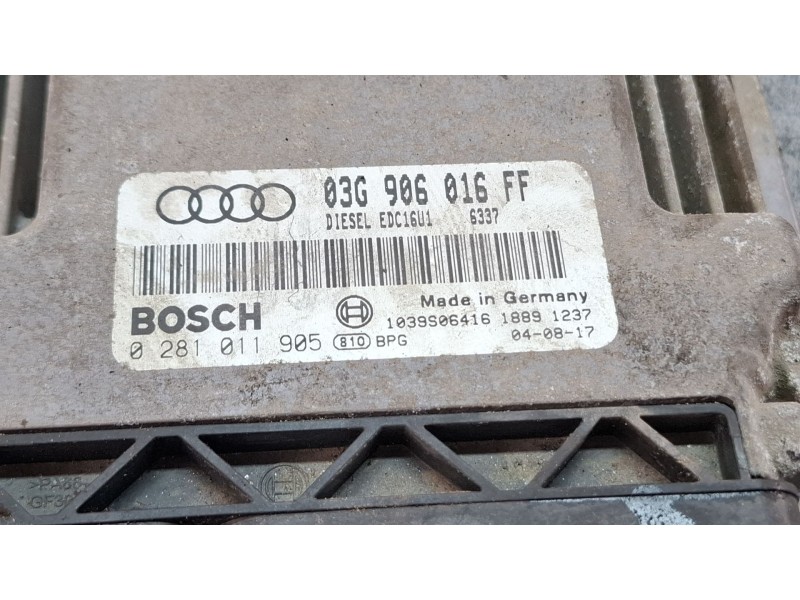 03G 906 016 FF
DIESEL EDC16U1 6337
BOSCH
Made in Germany
1039S06416 1889 1237
0 281 011 905 810 BPG 04-08-17